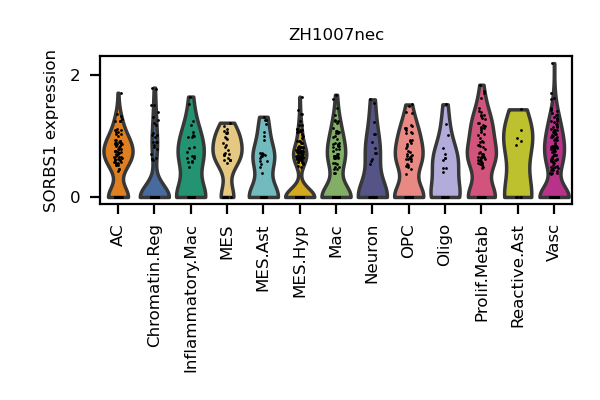 ZH1007nec
SORBS1 expression
2
0
AC
Chromatin.Reg
Inflammatory.Mac
MES
MES.Ast
MES.Hyp
Mac
Neuron
OPC
Oligo
Prolif.Metab
Reactive.Ast
Vasc